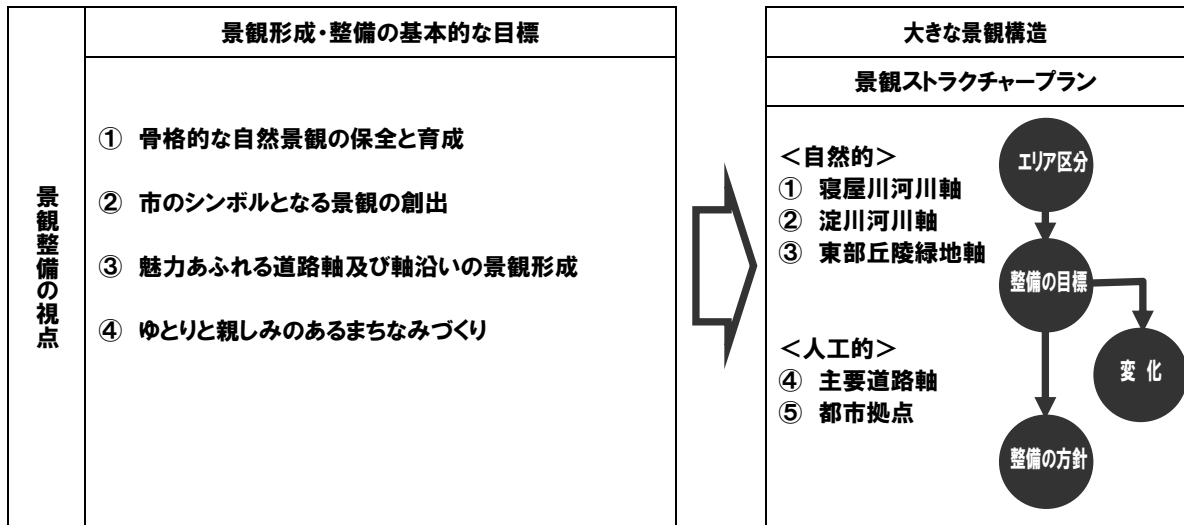 景観整備の視点
景観形成・整備の基本的な目標
① 骨格的な自然景観の保全と育成
② 市のシンボルとなる景観の創出
③ 魅力あふれる道路軸及び軸沿いの景観形成
④ ゆとりと親しみのあるまちなみづくり
大きな景観構造
景観ストラクチャープラン
＜自然的＞
① 寝屋川河川軸
② 淀川河川軸
③ 東部丘陵緑地軸
＜人工的＞
④ 主要道路軸
⑤ 都市拠点
エリア区分
整備の目標
変 化
整備の方針